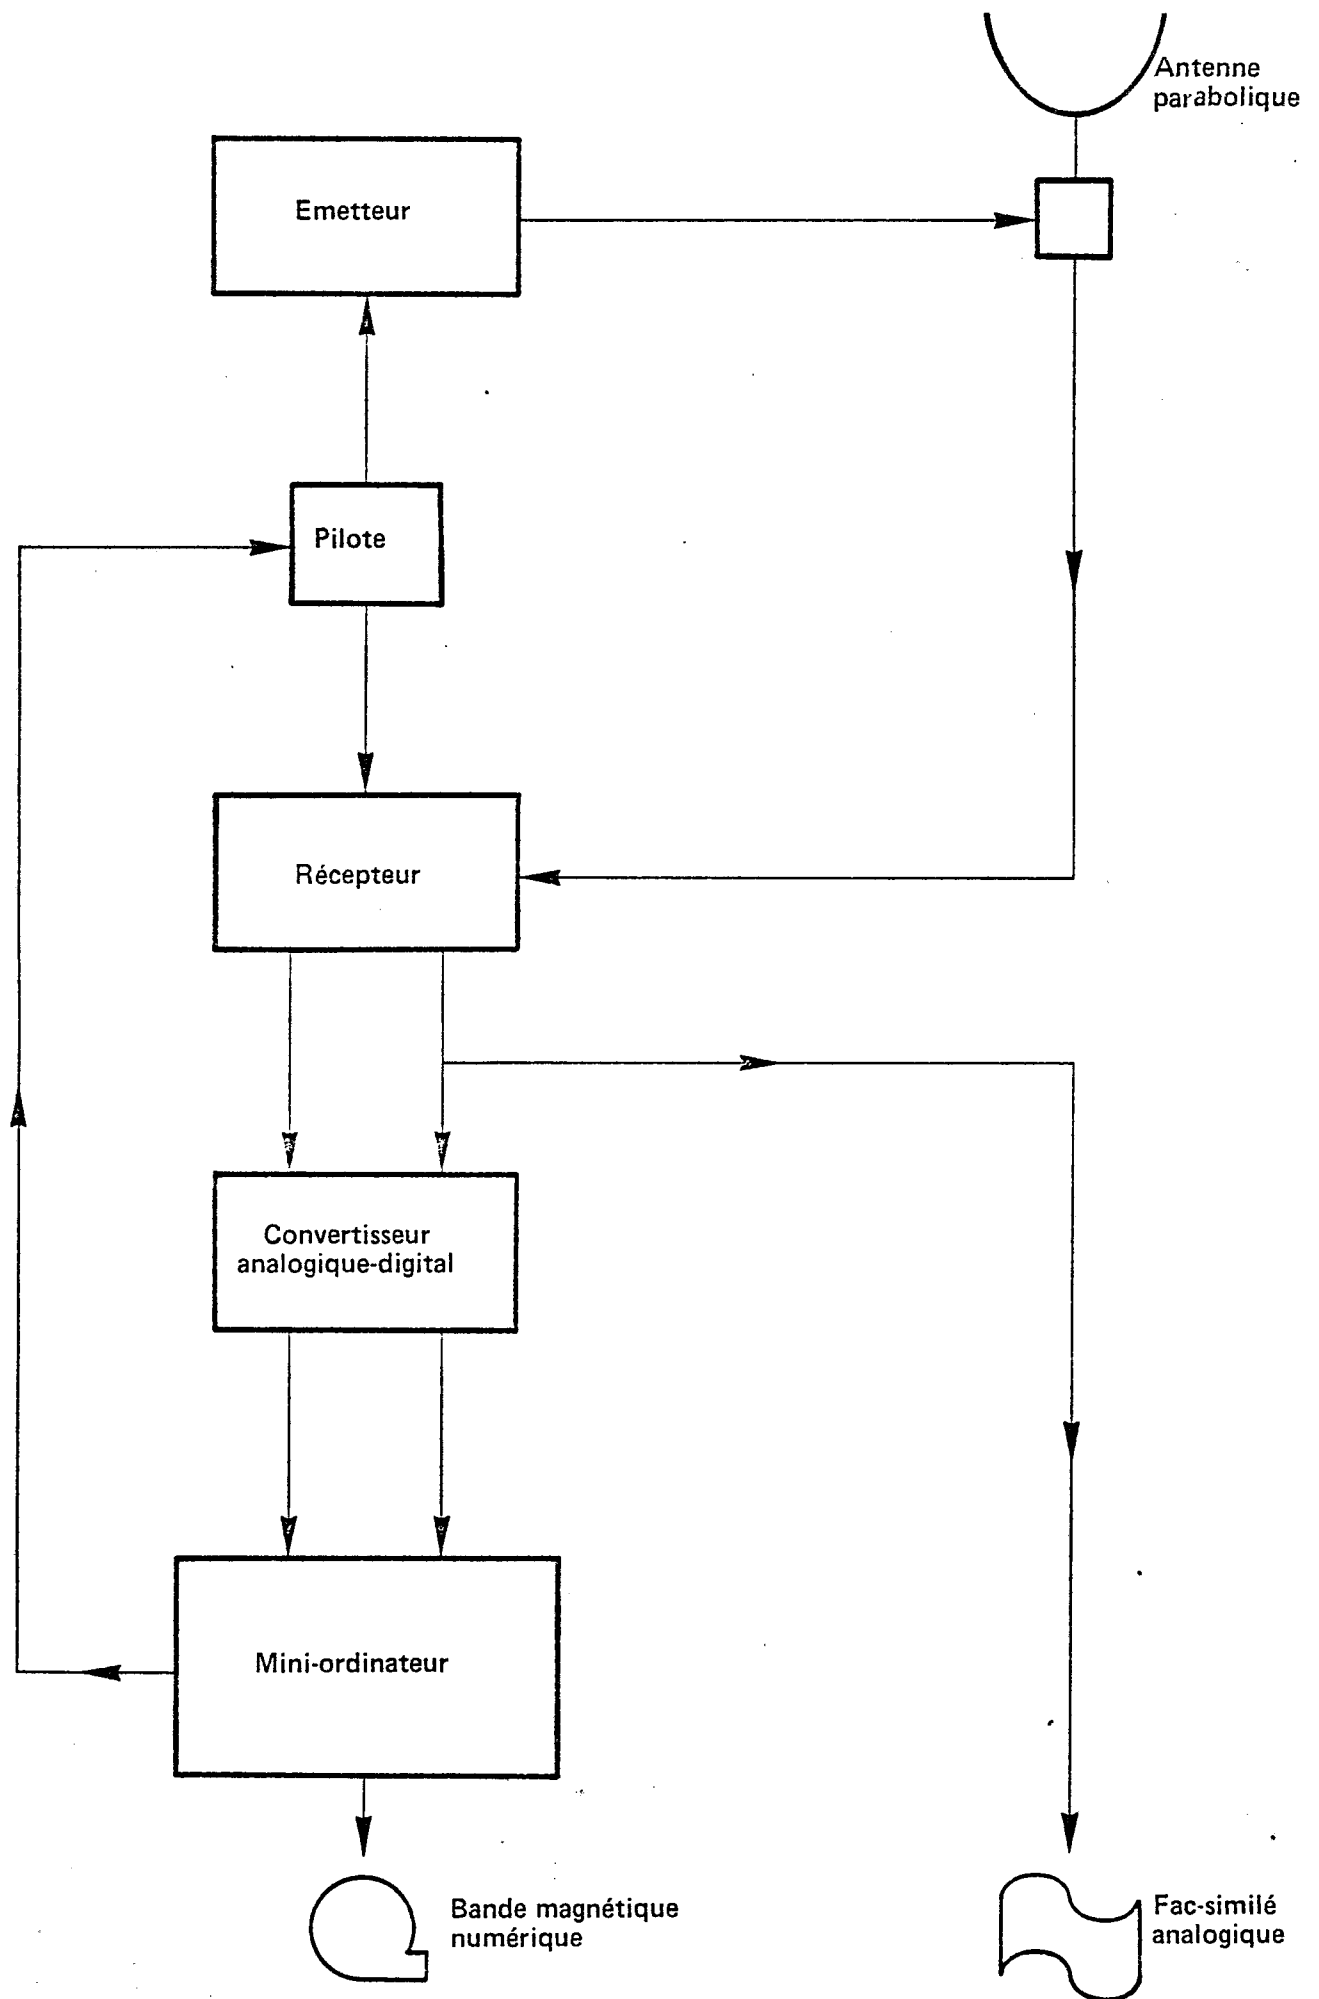 Antenne
parabolique
Emetteur
Pilote
Récepteur
Convertisseur
analogique-digital
Mini-ordinateur
Bande magnétique
numérique
Fac-similé
analogique